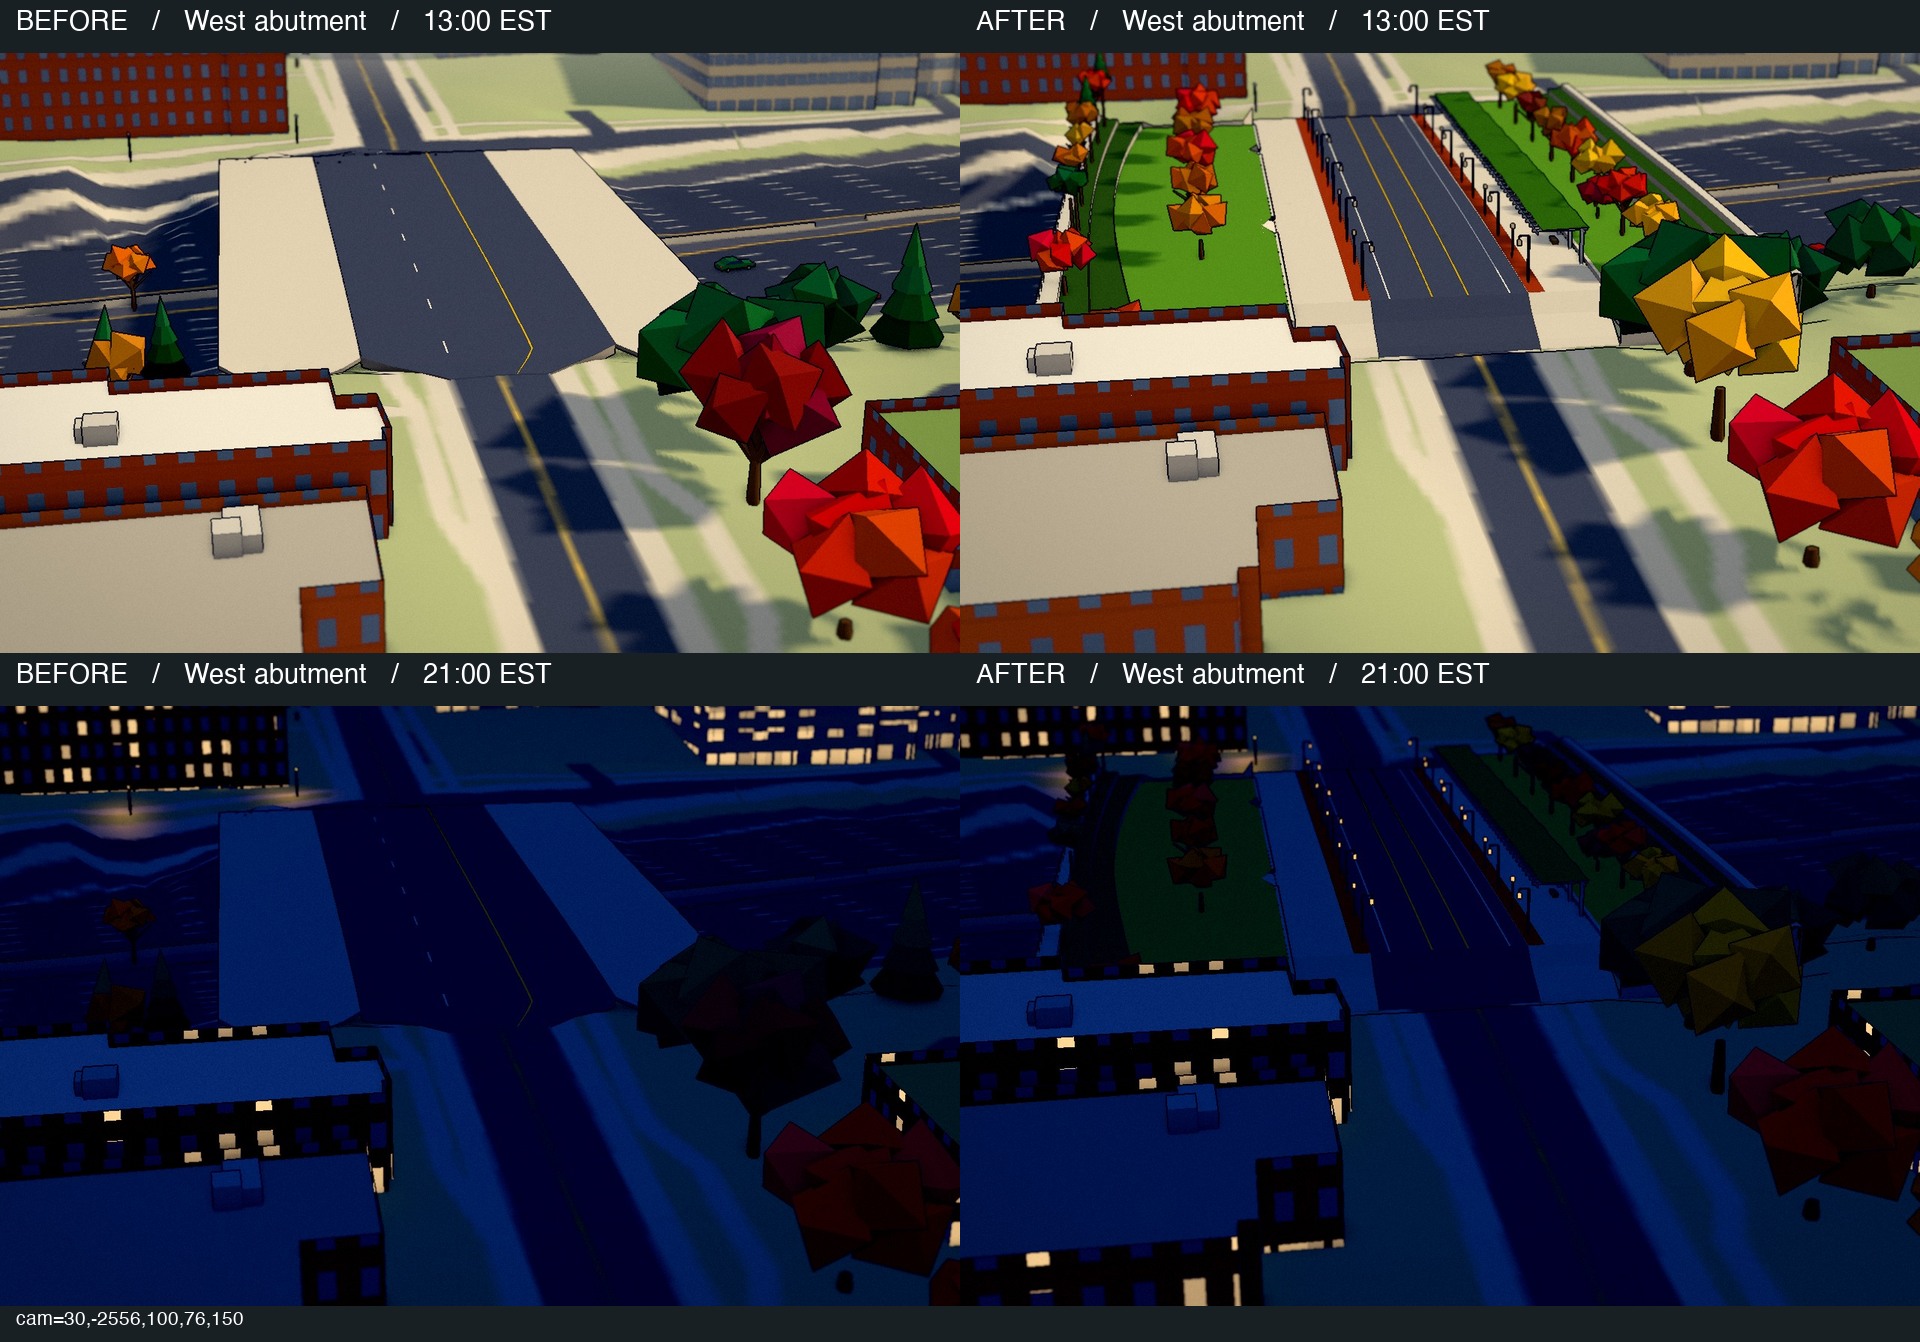 BEFORE / West abutment / 13:00 EST
AFTER / West abutment / 13:00 EST
BEFORE / West abutment / 21:00 EST
AFTER / West abutment / 21:00 EST
cam=30,-2556,100,76,150